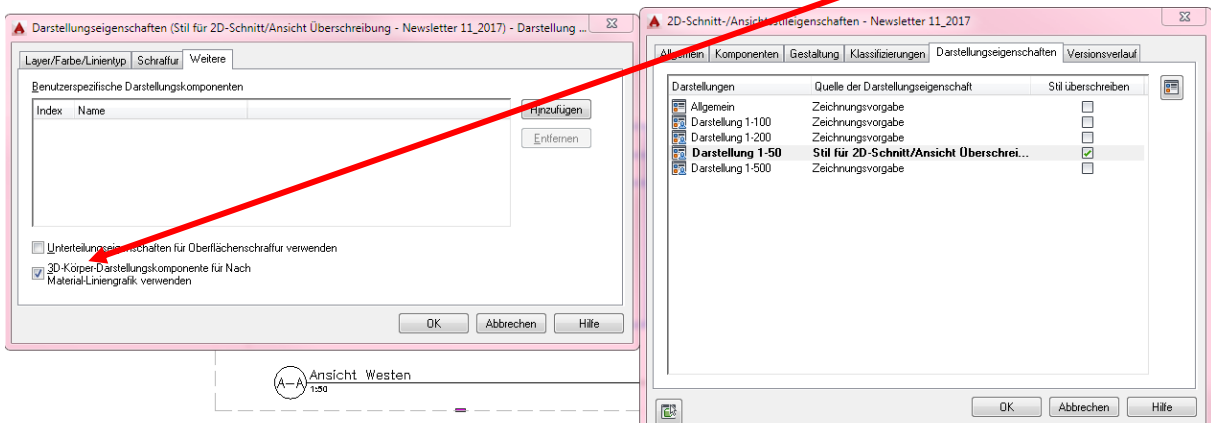 Darstellungseigenschaften (Stil für 2D-Schnitt/Ansicht Überschreibung - Newsletter 11_2017) - Darstellung ...
Layer/Farbe/Linientyp Schraffur Weitere
Benutzerspezifische Darstellungskomponenten
Index Name
Hinzufügen
Entfernen
Unterteilungseigenschaften für Oberflächenschraffur verwenden
3D-Körper-Darstellungskomponente für Nach
Material-Liniengrafik verwenden
OK Abbrechen Hilfe
A-A Ansicht Westen
1:50
2D-Schnitt-/Ansichtsstileigenschaften - Newsletter 11_2017
Allgemein Komponenten Gestaltung Klassifizierungen Darstellungseigenschaften Versionsverlauf
Darstellungen Quelle der Darstellungseigenschaft Stil überschreiben
Allgemein Zeichnungsvorgabe
Darstellung 1-100 Zeichnungsvorgabe
Darstellung 1-200 Zeichnungsvorgabe
Darstellung 1-50 Stil für 2D-Schnitt/Ansicht Überschrei...
Darstellung 1-500 Zeichnungsvorgabe
OK Abbrechen Hilfe